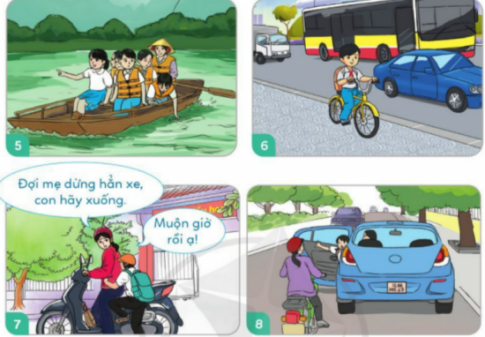 5
6
Đợi mẹ dừng hẳn xe,
con hãy xuống.
Muộn giờ
rồi ạ!
7
8